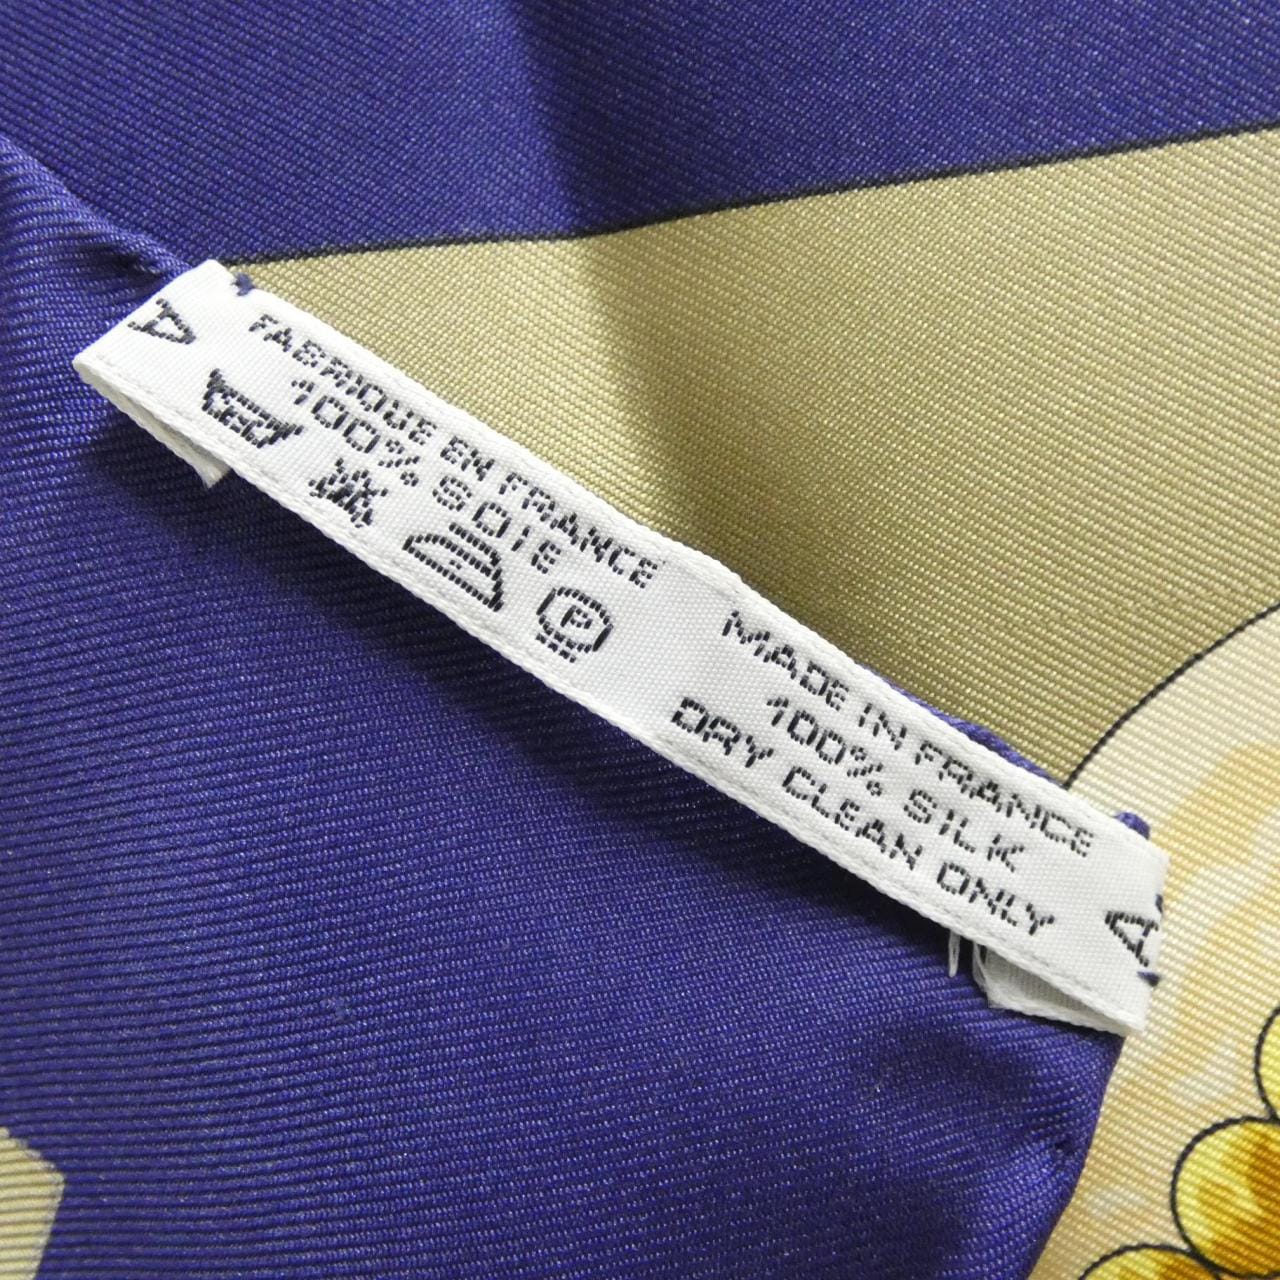 A
FABRIQUE EN FRANCE
100% SOIE
P
MADE IN FRANCE
100% SILK
DRY CLEAN ONLY
A